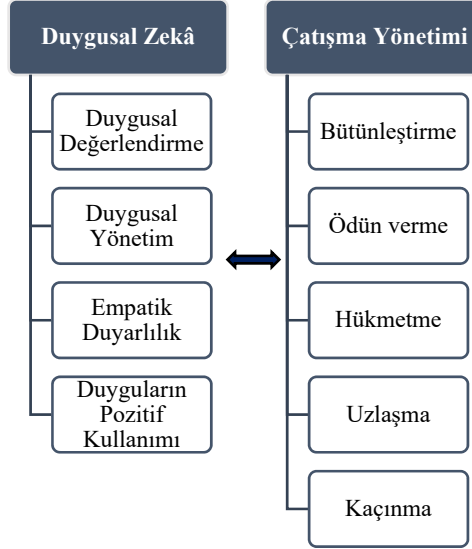 Duygusal Zekâ
Duygusal
Değerlendirme
Duygusal
Yönetim
Empatik
Duyarlılık
Duyguların
Pozitif
Kullanımı
Çatışma Yönetimi
Bütünleştirme
Ödün verme
Hükmetme
Uzlaşma
Kaçınma